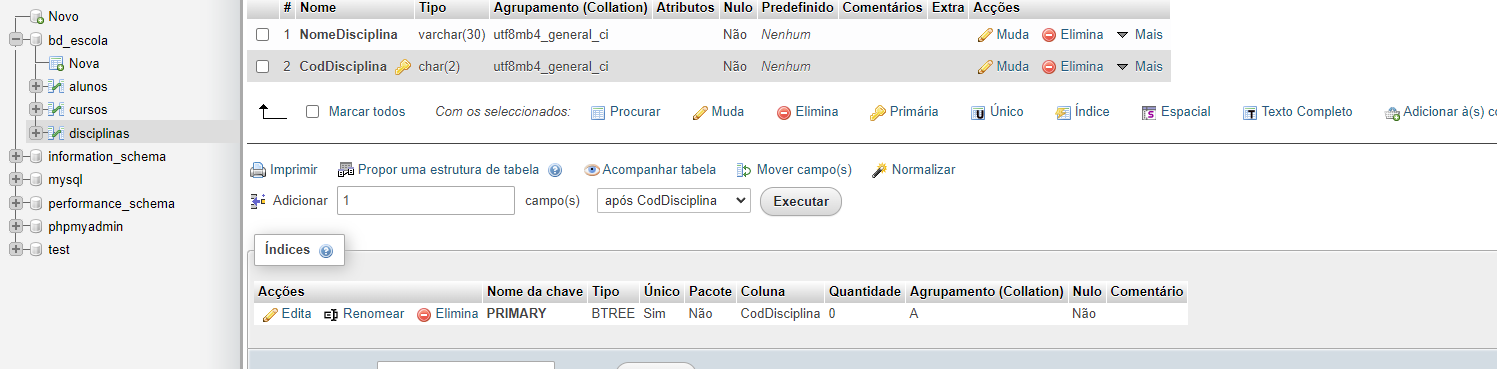 Novo
bd_escola
Nova
alunos
cursos
disciplinas
information_schema
mysql
performance_schema
phpmyadmin
test
# Nome Tipo Agrupamento (Collation) Atributos Nulo Predefinido Comentários Extra Acções
1 NomeDisciplina varchar(30) utf8mb4_general_ci Não Nenhum Muda Elimina Mais
2 CodDisciplina char(2) utf8mb4_general_ci Não Nenhum Muda Elimina Mais
Marcar todos Com os seleccionados: Procurar Muda Elimina Primária Único Índice Espacial Texto Completo Adicionar à(s) co
Imprimir Propor uma estrutura de tabela Acompanhar tabela Mover campo(s) Normalizar
Adicionar 1 campo(s) após CodDisciplina Executar
Índices
Acções Nome da chave Tipo Único Pacote Coluna Quantidade Agrupamento (Collation) Nulo Comentário
Edita Renomear Elimina PRIMARY BTREE Sim Não CodDisciplina 0 A Não